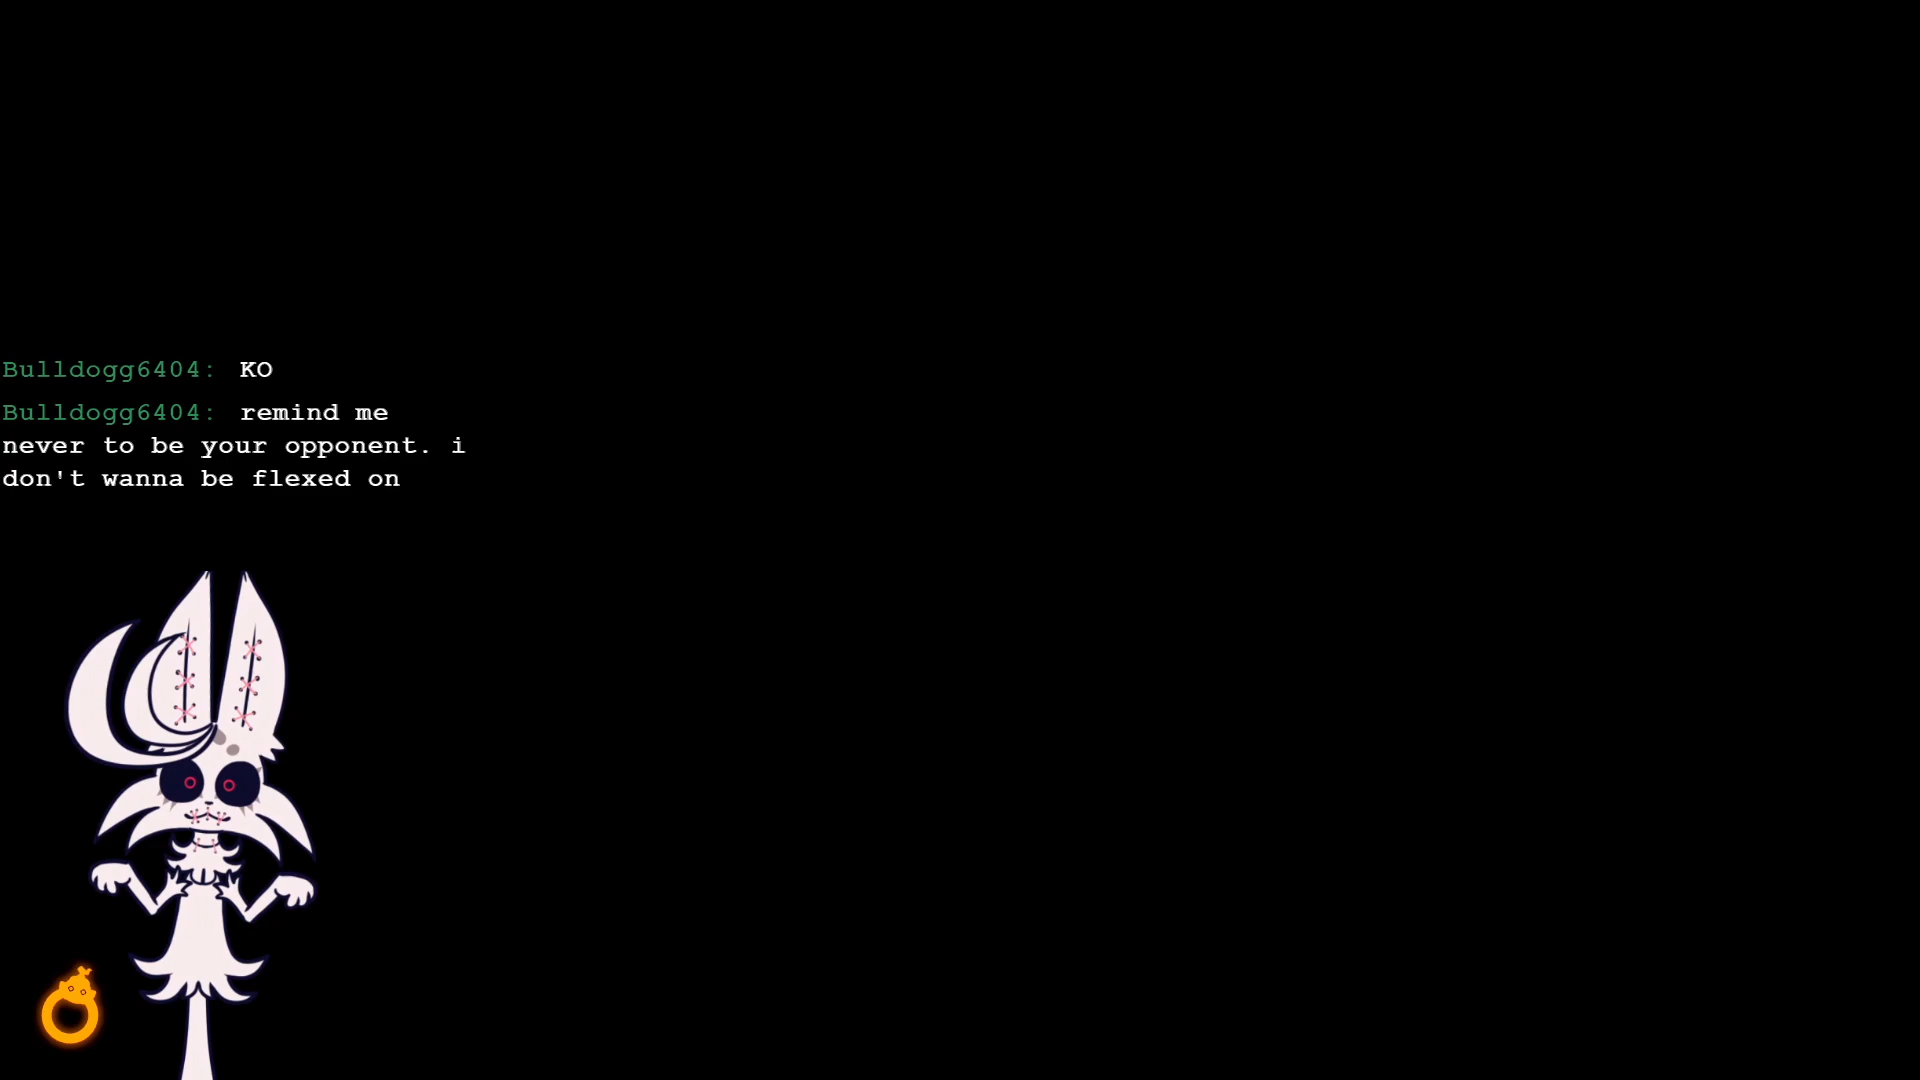 Bulldogg6404: KO
Bulldogg6404: remind me
never to be your opponent. i
don't wanna be flexed on